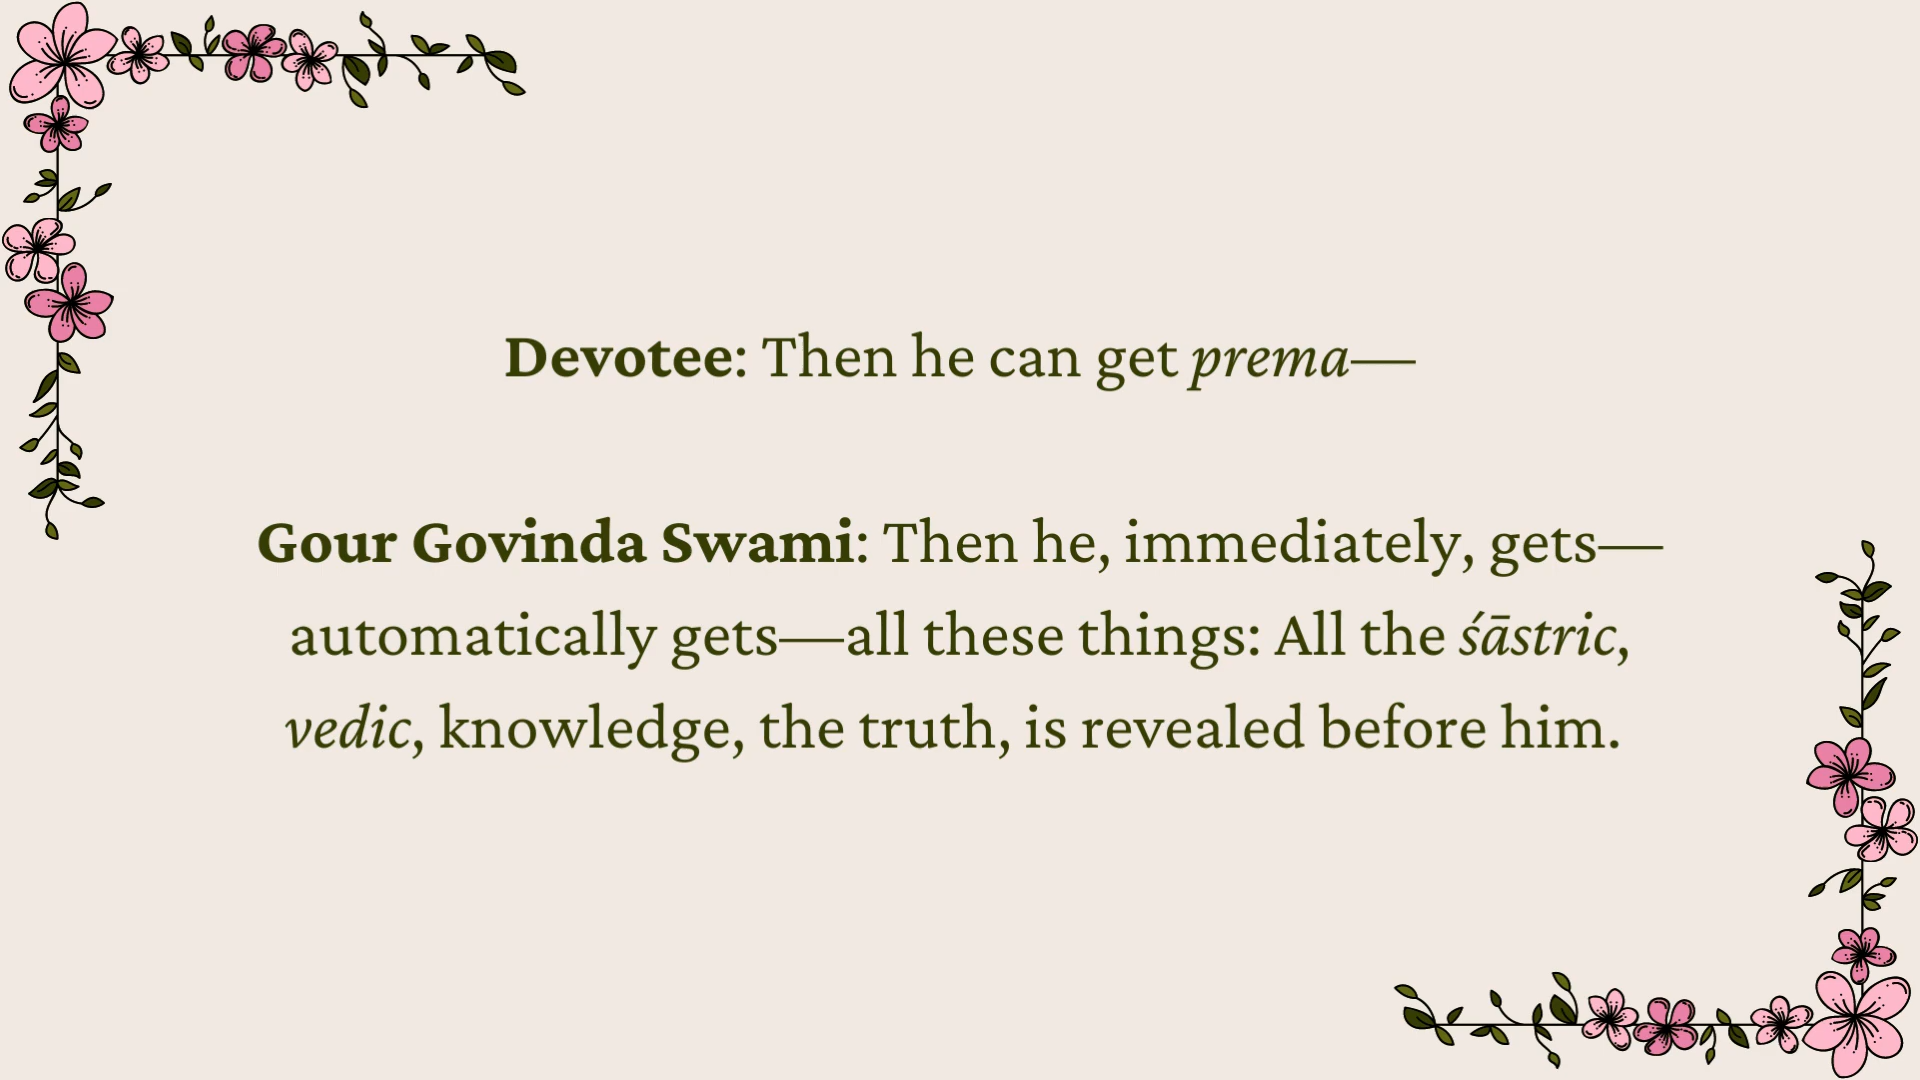 Devotee: Then he can get prema—
Gour Govinda Swami: Then he, immediately, gets—
automatically gets—all these things: All the śāstric,
vedic, knowledge, the truth, is revealed before him.